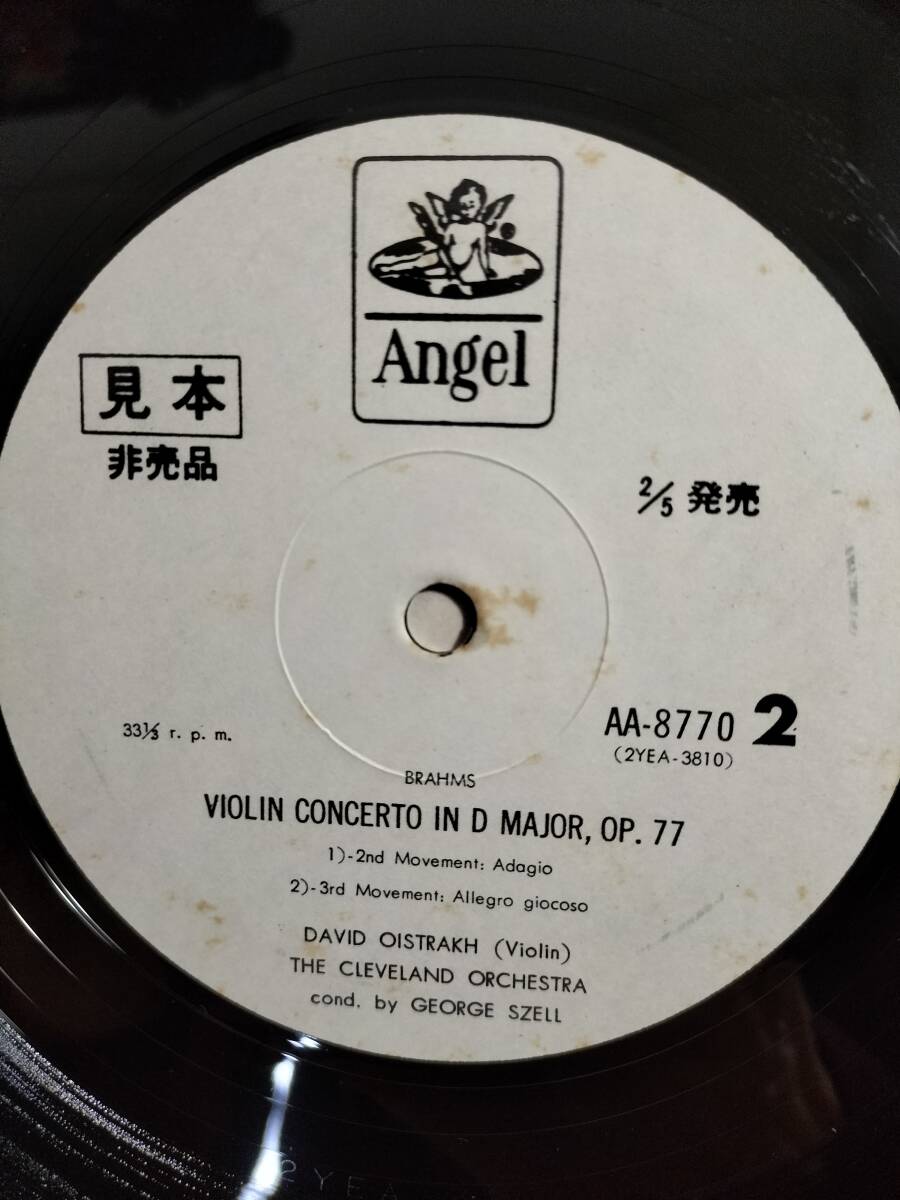 Angel
見本
非売品
2/5 発売
33⅓ r. p. m.
AA-8770 2
(2YEA-3810)
BRAHMS
VIOLIN CONCERTO IN D MAJOR, OP. 77
1)-2nd Movement: Adagio
2)-3rd Movement: Allegro giocoso
DAVID OISTRAKH (Violin)
THE CLEVELAND ORCHESTRA
cond. by GEORGE SZELL
2YEA